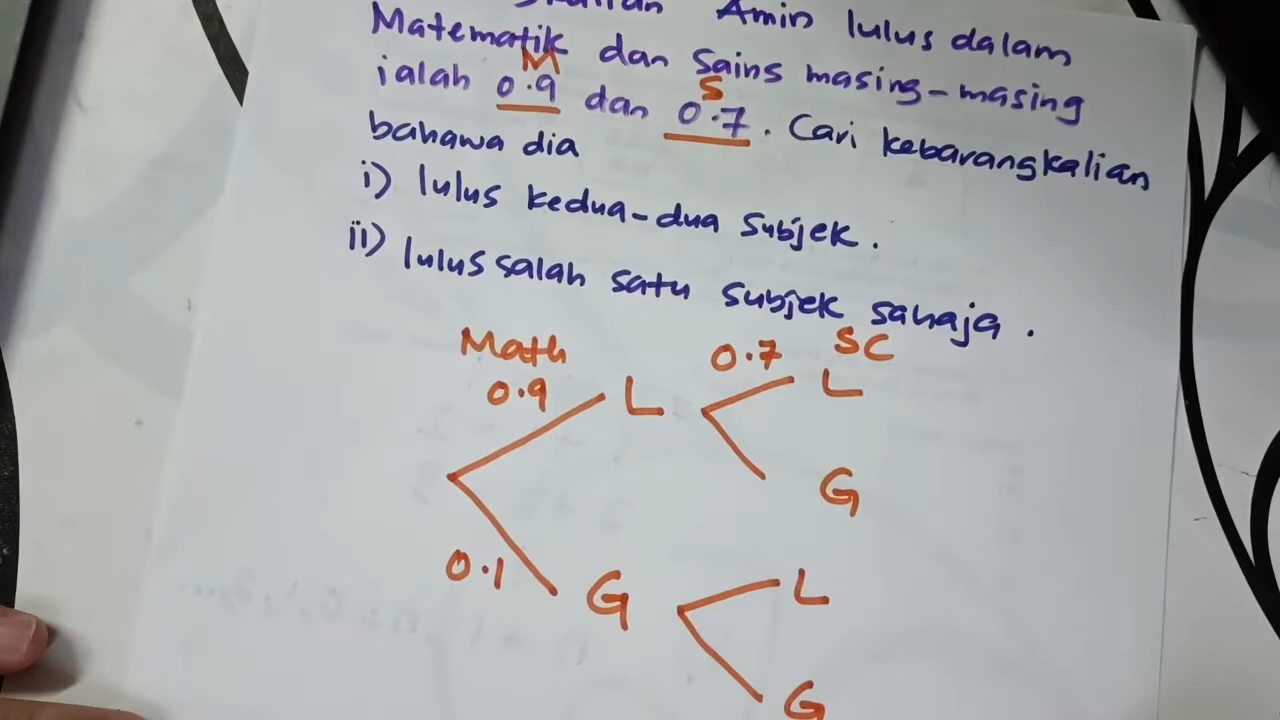 Amin lulus dalam
Matematik dan Sains masing-masing
M
S
ialah 0.9 dan 0.7. Cari kebarangkalian
bahawa dia
i) lulus kedua-dua subjek.
ii) lulus salah satu subjek sahaja.
Math
0.7 SC
0.9 L L
G
0.1 G L
G